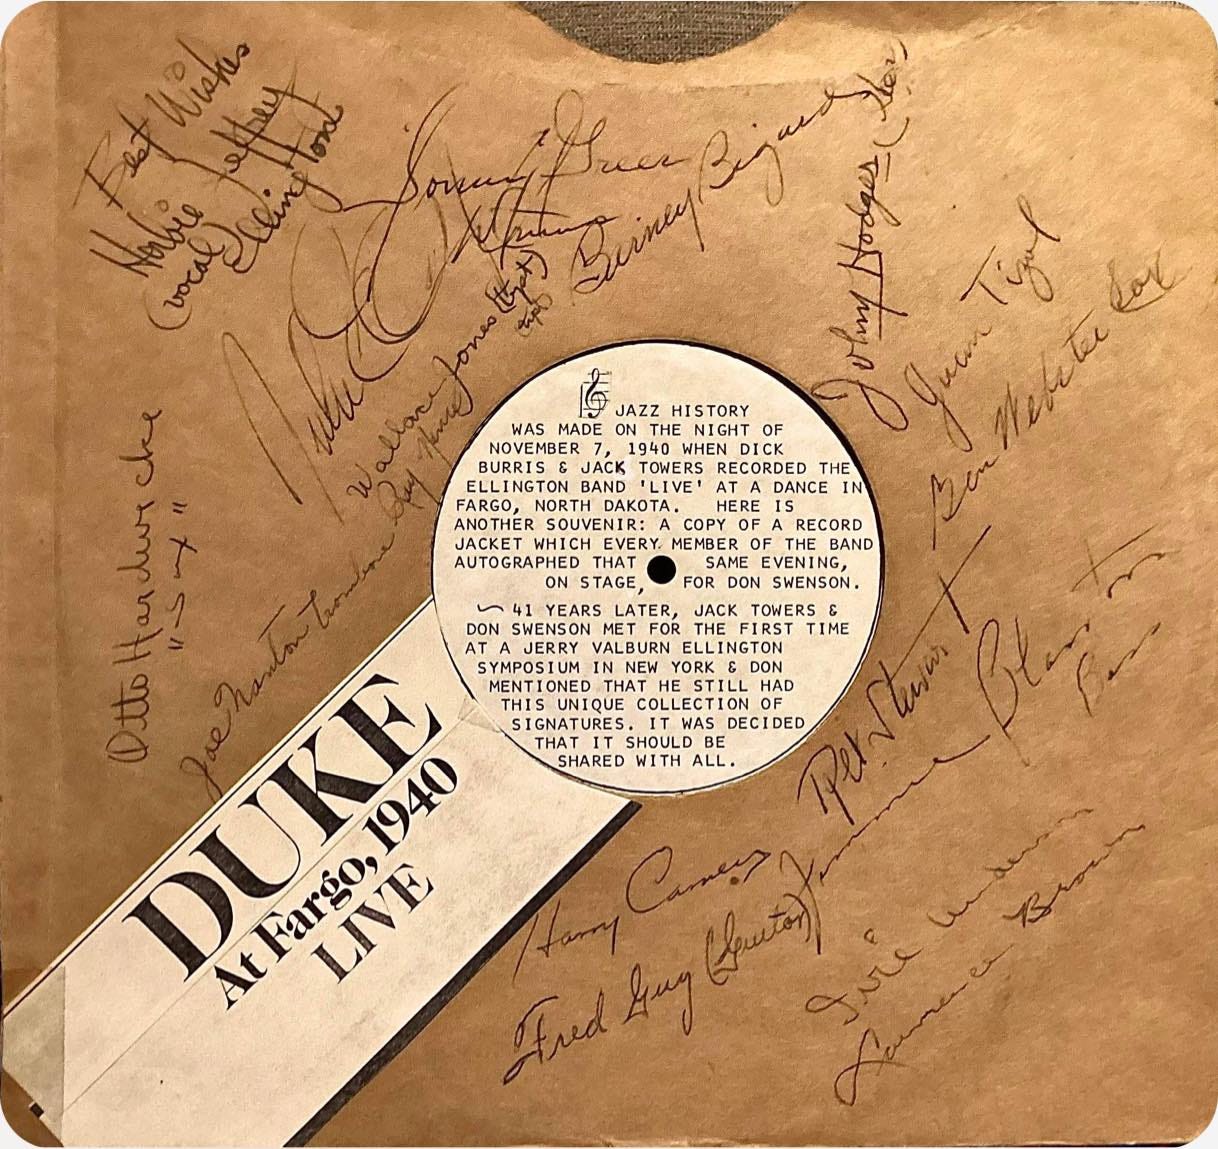 Best Wishes
Herbie Jeffrey
(vocal)
Ellington
Sonny Greer
Duke Ellington
Barney Bigard
Johny Hodges (Sax)
Juan Tizol
Ben Webster Sax
Wallace Jones (tpt)
Ray Nance
Otto Hardwicke
"Sax"
Joe Nanton Trombone
JAZZ HISTORY
WAS MADE ON THE NIGHT OF
NOVEMBER 7, 1940 WHEN DICK
BURRIS & JACK TOWERS RECORDED THE
ELLINGTON BAND 'LIVE' AT A DANCE IN
FARGO, NORTH DAKOTA. HERE IS
ANOTHER SOUVENIR: A COPY OF A RECORD
JACKET WHICH EVERY MEMBER OF THE BAND
AUTOGRAPHED THAT SAME EVENING,
ON STAGE, FOR DON SWENSON.
~ 41 YEARS LATER, JACK TOWERS &
DON SWENSON MET FOR THE FIRST TIME
AT A JERRY VALBURN ELLINGTON
SYMPOSIUM IN NEW YORK & DON
MENTIONED THAT HE STILL HAD
THIS UNIQUE COLLECTION OF
SIGNATURES. IT WAS DECIDED
THAT IT SHOULD BE
SHARED WITH ALL.
Rex Stewart
Jimmie Blanton
Bass
Harry Carney
Fred Guy (Guitar)
Ivie Anderson
Lawrence Brown
DUKE
At Fargo, 1940
LIVE